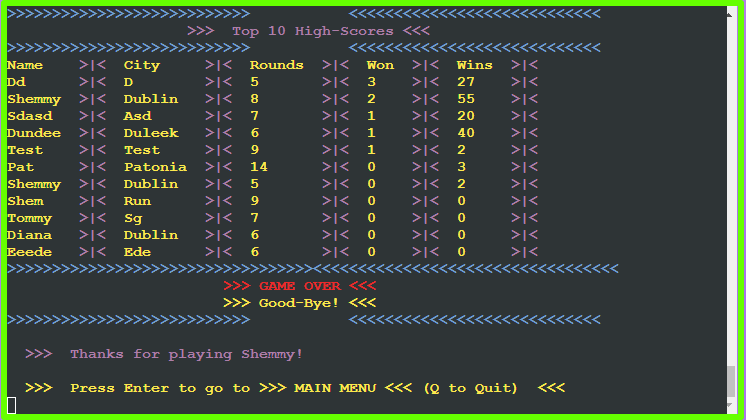 >>>>>>>>>>>>>>>>>>>>>>>>>>> <<<<<<<<<<<<<<<<<<<<<<<<<<<<
>>> Top 10 High-Scores <<<
>>>>>>>>>>>>>>>>>>>>>>>>>>> <<<<<<<<<<<<<<<<<<<<<<<<<<<<
Name >|< City >|< Rounds >|< Won >|< Wins >|<
Dd >|< D >|< 5 >|< 3 >|< 27 >|<
Shemmy >|< Dublin >|< 8 >|< 2 >|< 55 >|<
Sdasd >|< Asd >|< 7 >|< 1 >|< 20 >|<
Dundee >|< Duleek >|< 6 >|< 1 >|< 40 >|<
Test >|< Test >|< 9 >|< 1 >|< 2 >|<
Pat >|< Patonia >|< 14 >|< 0 >|< 3 >|<
Shemmy >|< Dublin >|< 5 >|< 0 >|< 2 >|<
Shem >|< Run >|< 9 >|< 0 >|< 0 >|<
Tommy >|< Sg >|< 7 >|< 0 >|< 0 >|<
Diana >|< Dublin >|< 6 >|< 0 >|< 0 >|<
Eeede >|< Ede >|< 6 >|< 0 >|< 0 >|<
>>>>>>>>>>>>>>>>>>>>>>>>>>>>>>>>>><<<<<<<<<<<<<<<<<<<<<<<<<<<<<<<<<<
>>> GAME OVER <<<
>>> Good-Bye! <<<
>>>>>>>>>>>>>>>>>>>>>>>>>>> <<<<<<<<<<<<<<<<<<<<<<<<<<<<
>>> Thanks for playing Shemmy!
>>> Press Enter to go to >>> MAIN MENU <<< (Q to Quit) <<<